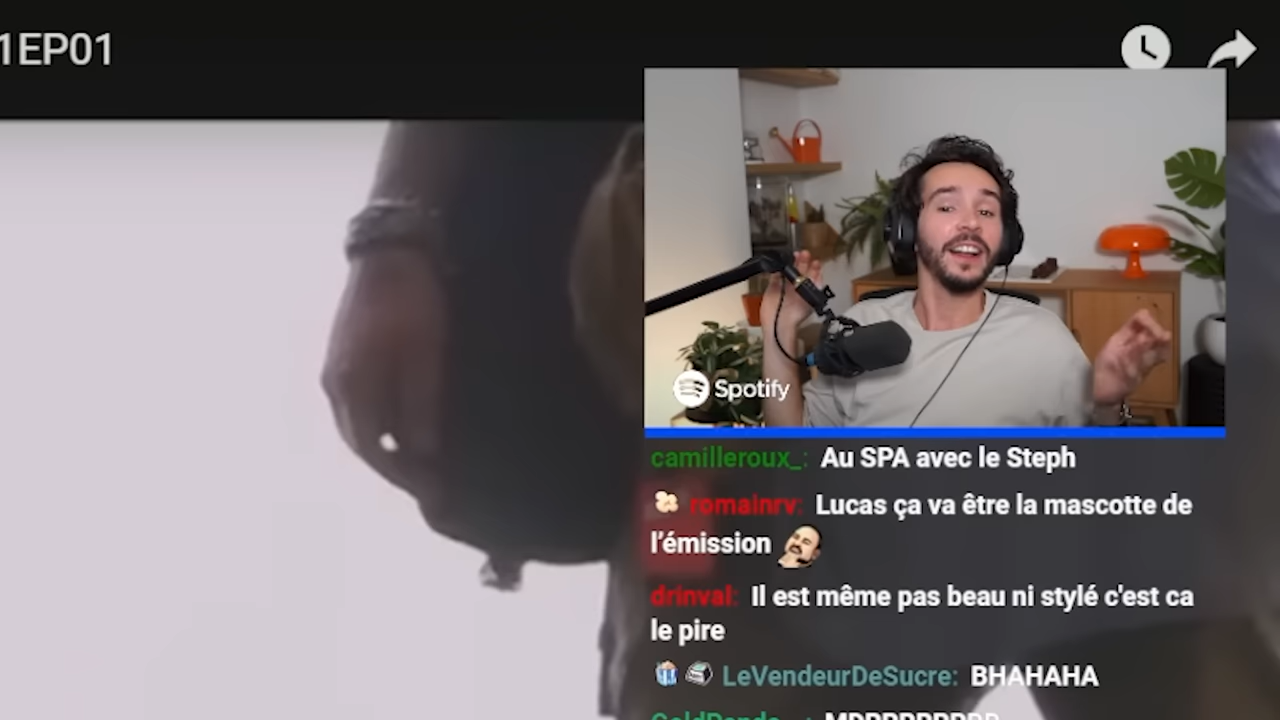 1EP01
Spotify
camilleroux_: Au SPA avec le Steph
romainrv: Lucas ça va être la mascotte de
l'émission
drinval: Il est même pas beau ni stylé c'est ca
le pire
LeVendeurDeSucre: BHAHAHA